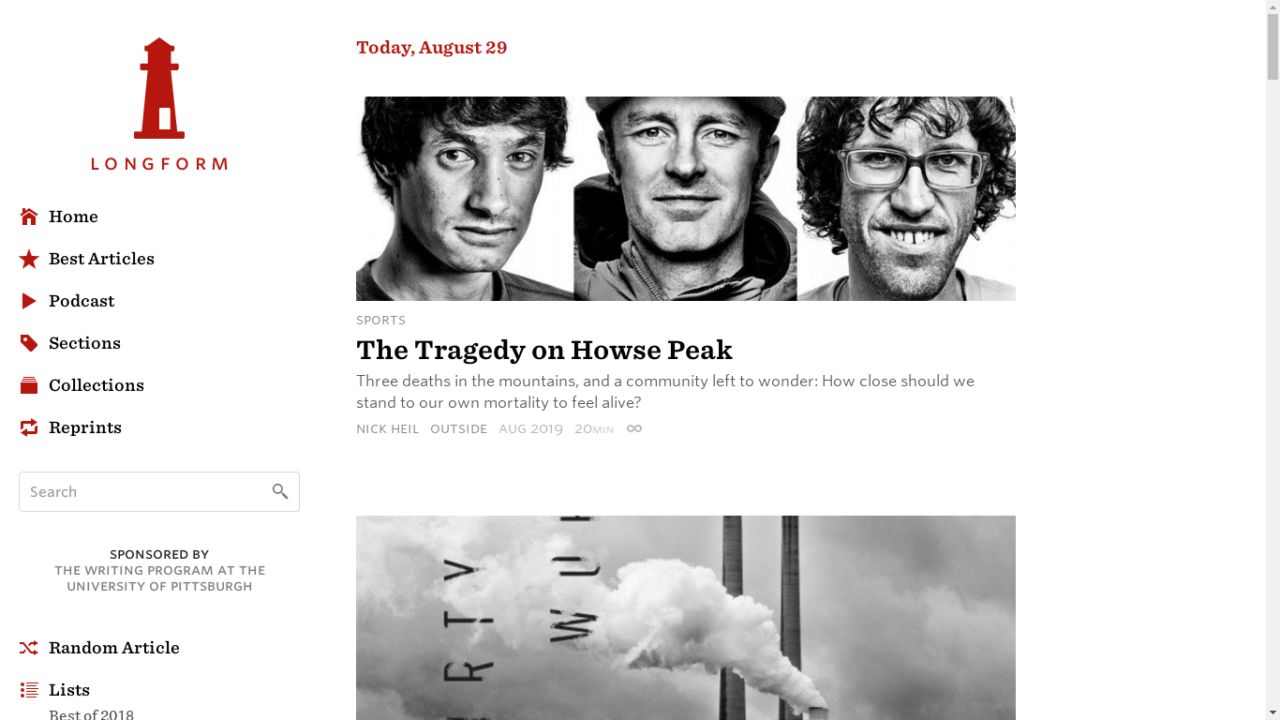 LONGFORM
Home
Best Articles
Podcast
Sections
Collections
Reprints
Search
SPONSORED BY
THE WRITING PROGRAM AT THE
UNIVERSITY OF PITTSBURGH
Random Article
Lists
Best of 2018
Today, August 29
SPORTS
The Tragedy on Howse Peak
Three deaths in the mountains, and a community left to wonder: How close should we
stand to our own mortality to feel alive?
NICK HEIL OUTSIDE AUG 2019 20MIN